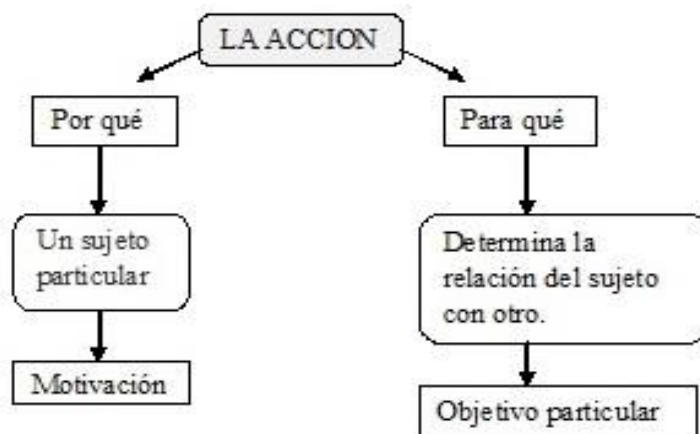 LA ACCION
Por qué
Para qué
Un sujeto
particular
Determina la
relación del sujeto
con otro.
Motivación
Objetivo particular